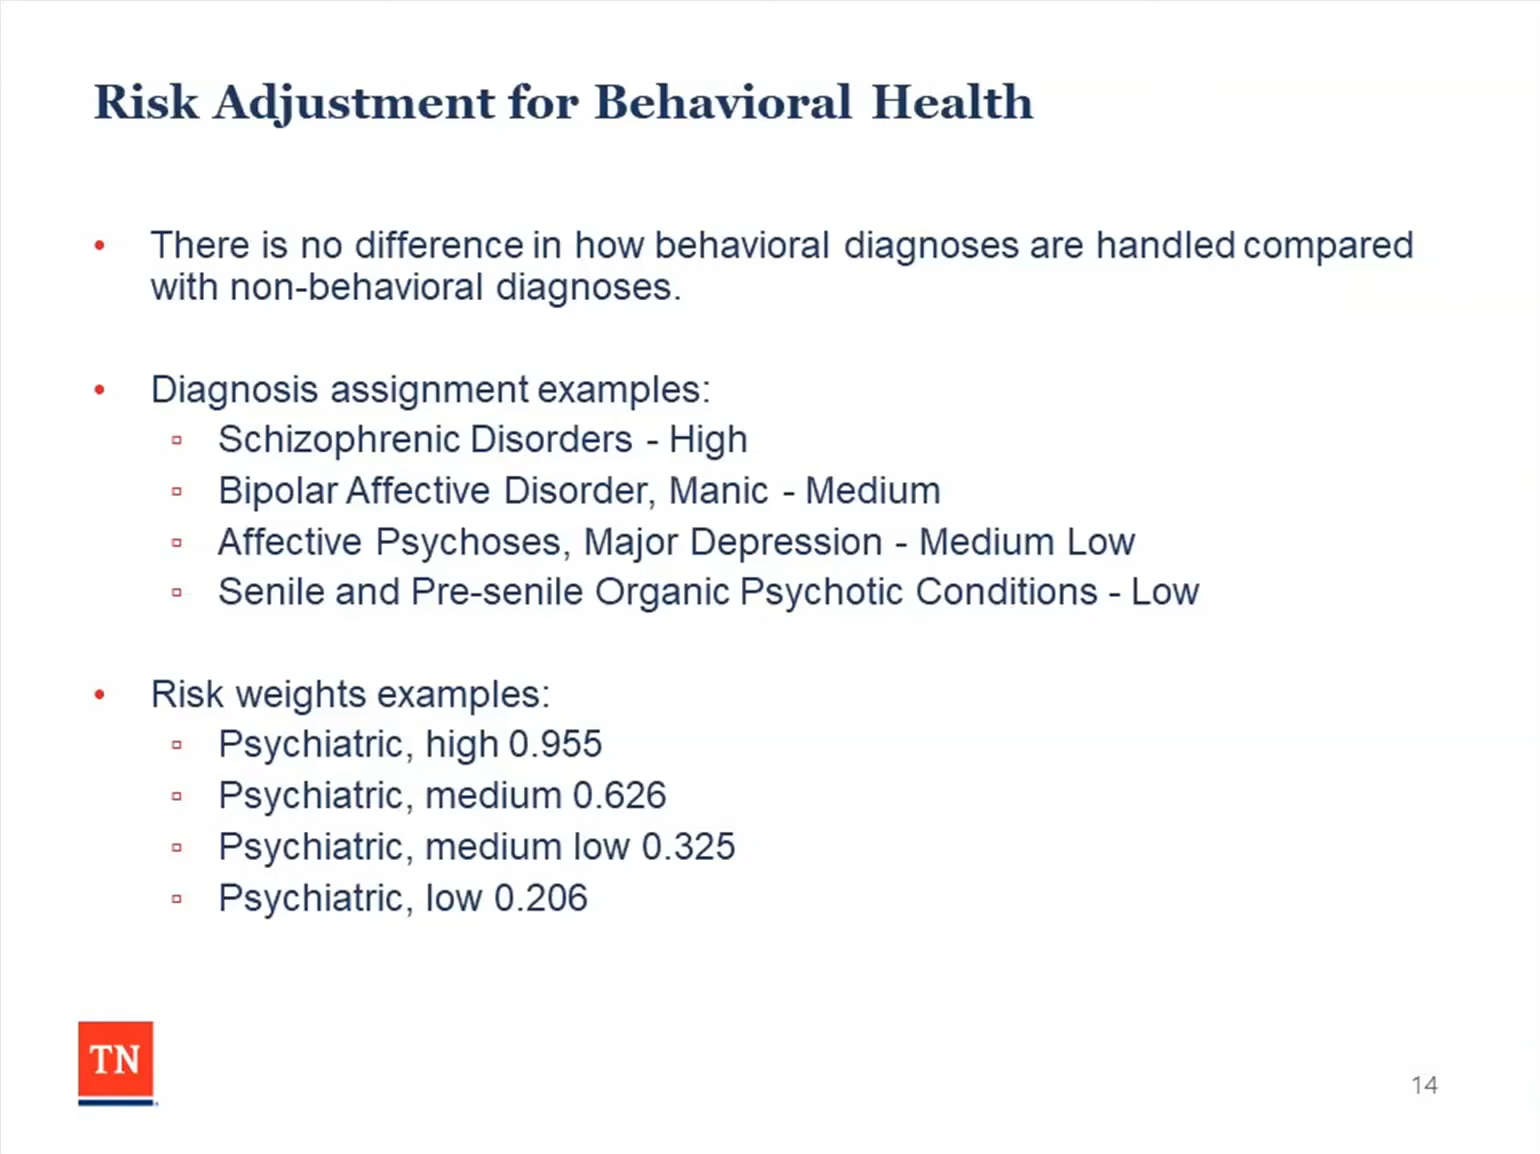 Risk Adjustment for Behavioral Health
• There is no difference in how behavioral diagnoses are handled compared
with non-behavioral diagnoses.
• Diagnosis assignment examples:
▫ Schizophrenic Disorders - High
▫ Bipolar Affective Disorder, Manic - Medium
▫ Affective Psychoses, Major Depression - Medium Low
▫ Senile and Pre-senile Organic Psychotic Conditions - Low
• Risk weights examples:
▫ Psychiatric, high 0.955
▫ Psychiatric, medium 0.626
▫ Psychiatric, medium low 0.325
▫ Psychiatric, low 0.206
TN
14